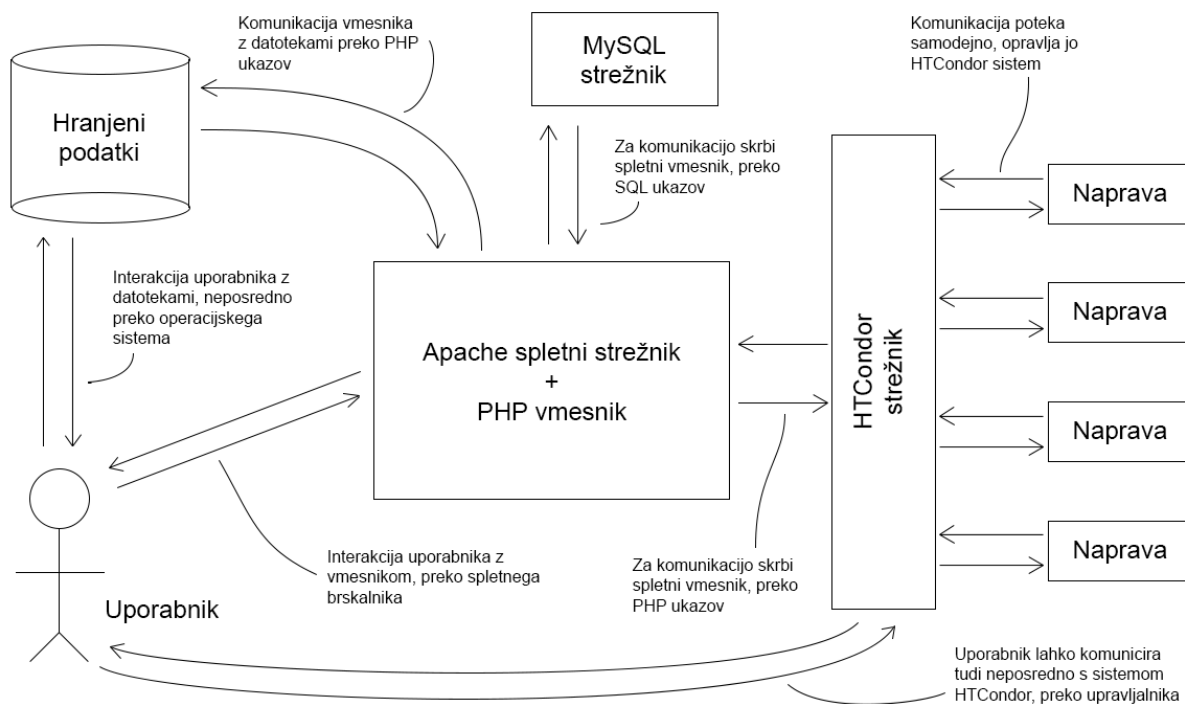 Komunikacija vmesnika
z datotekami preko PHP
ukazov
MySQL
strežnik
Komunikacija poteka
samodejno, opravlja jo
HTCondor sistem
Hranjeni
podatki
Za komunikacijo skrbi
spletni vmesnik, preko
SQL ukazov
Naprava
Interakcija uporabnika z
datotekami, neposredno
preko operacijskega
sistema
Naprava
Apache spletni strežnik
+
PHP vmesnik
HTCondor
strežnik
Naprava
Naprava
Interakcija uporabnika z
vmesnikom, preko spletnega
brskalnika
Za komunikacijo skrbi
spletni vmesnik, preko
PHP ukazov
Uporabnik
Uporabnik lahko komunicira
tudi neposredno s sistemom
HTCondor, preko upravljalnika